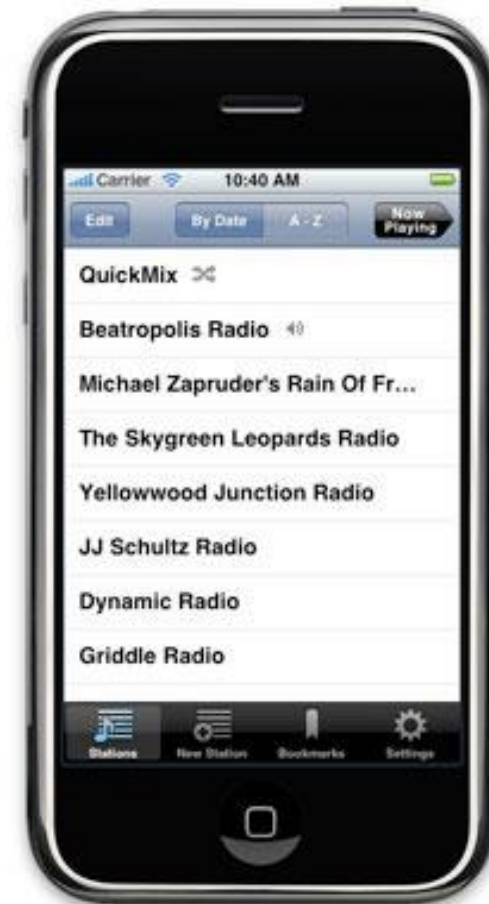 Carrier 10:40 AM
Edit By Date A - Z Now Playing
QuickMix
Beatropolis Radio
Michael Zapruder's Rain Of Fr...
The Skygreen Leopards Radio
Yellowwood Junction Radio
JJ Schultz Radio
Dynamic Radio
Griddle Radio
Stations New Station Bookmarks Settings